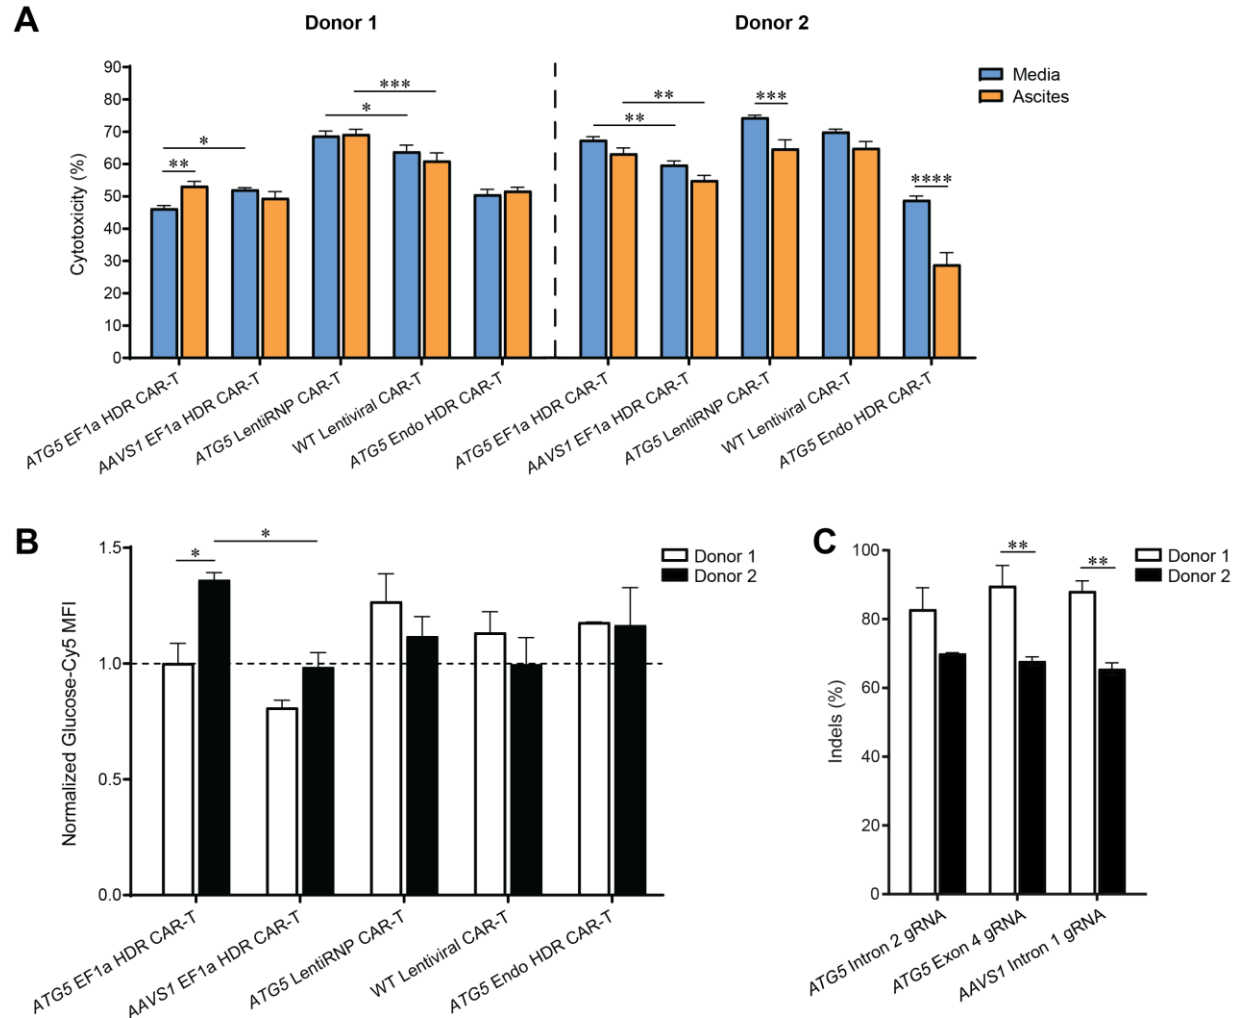 A
Donor 1
Donor 2
Media
Ascites
Cytotoxicity (%)
90
80
70
60
50
40
30
20
10
0
***
*
*
**
**
**
***
****
ATG5 EF1a HDR CAR-T
AAVS1 EF1a HDR CAR-T
ATG5 LentiRNP CAR-T
WT Lentiviral CAR-T
ATG5 Endo HDR CAR-T
ATG5 EF1a HDR CAR-T
AAVS1 EF1a HDR CAR-T
ATG5 LentiRNP CAR-T
WT Lentiviral CAR-T
ATG5 Endo HDR CAR-T
B
Donor 1
Donor 2
Normalized Glucose-Cy5 MFI
1.5
1.0
0.5
0.0
*
*
ATG5 EF1a HDR CAR-T
AAVS1 EF1a HDR CAR-T
ATG5 LentiRNP CAR-T
WT Lentiviral CAR-T
ATG5 Endo HDR CAR-T
C
Donor 1
Donor 2
Indels (%)
100
80
60
40
20
0
**
**
ATG5 Intron 2 gRNA
ATG5 Exon 4 gRNA
AAVS1 Intron 1 gRNA